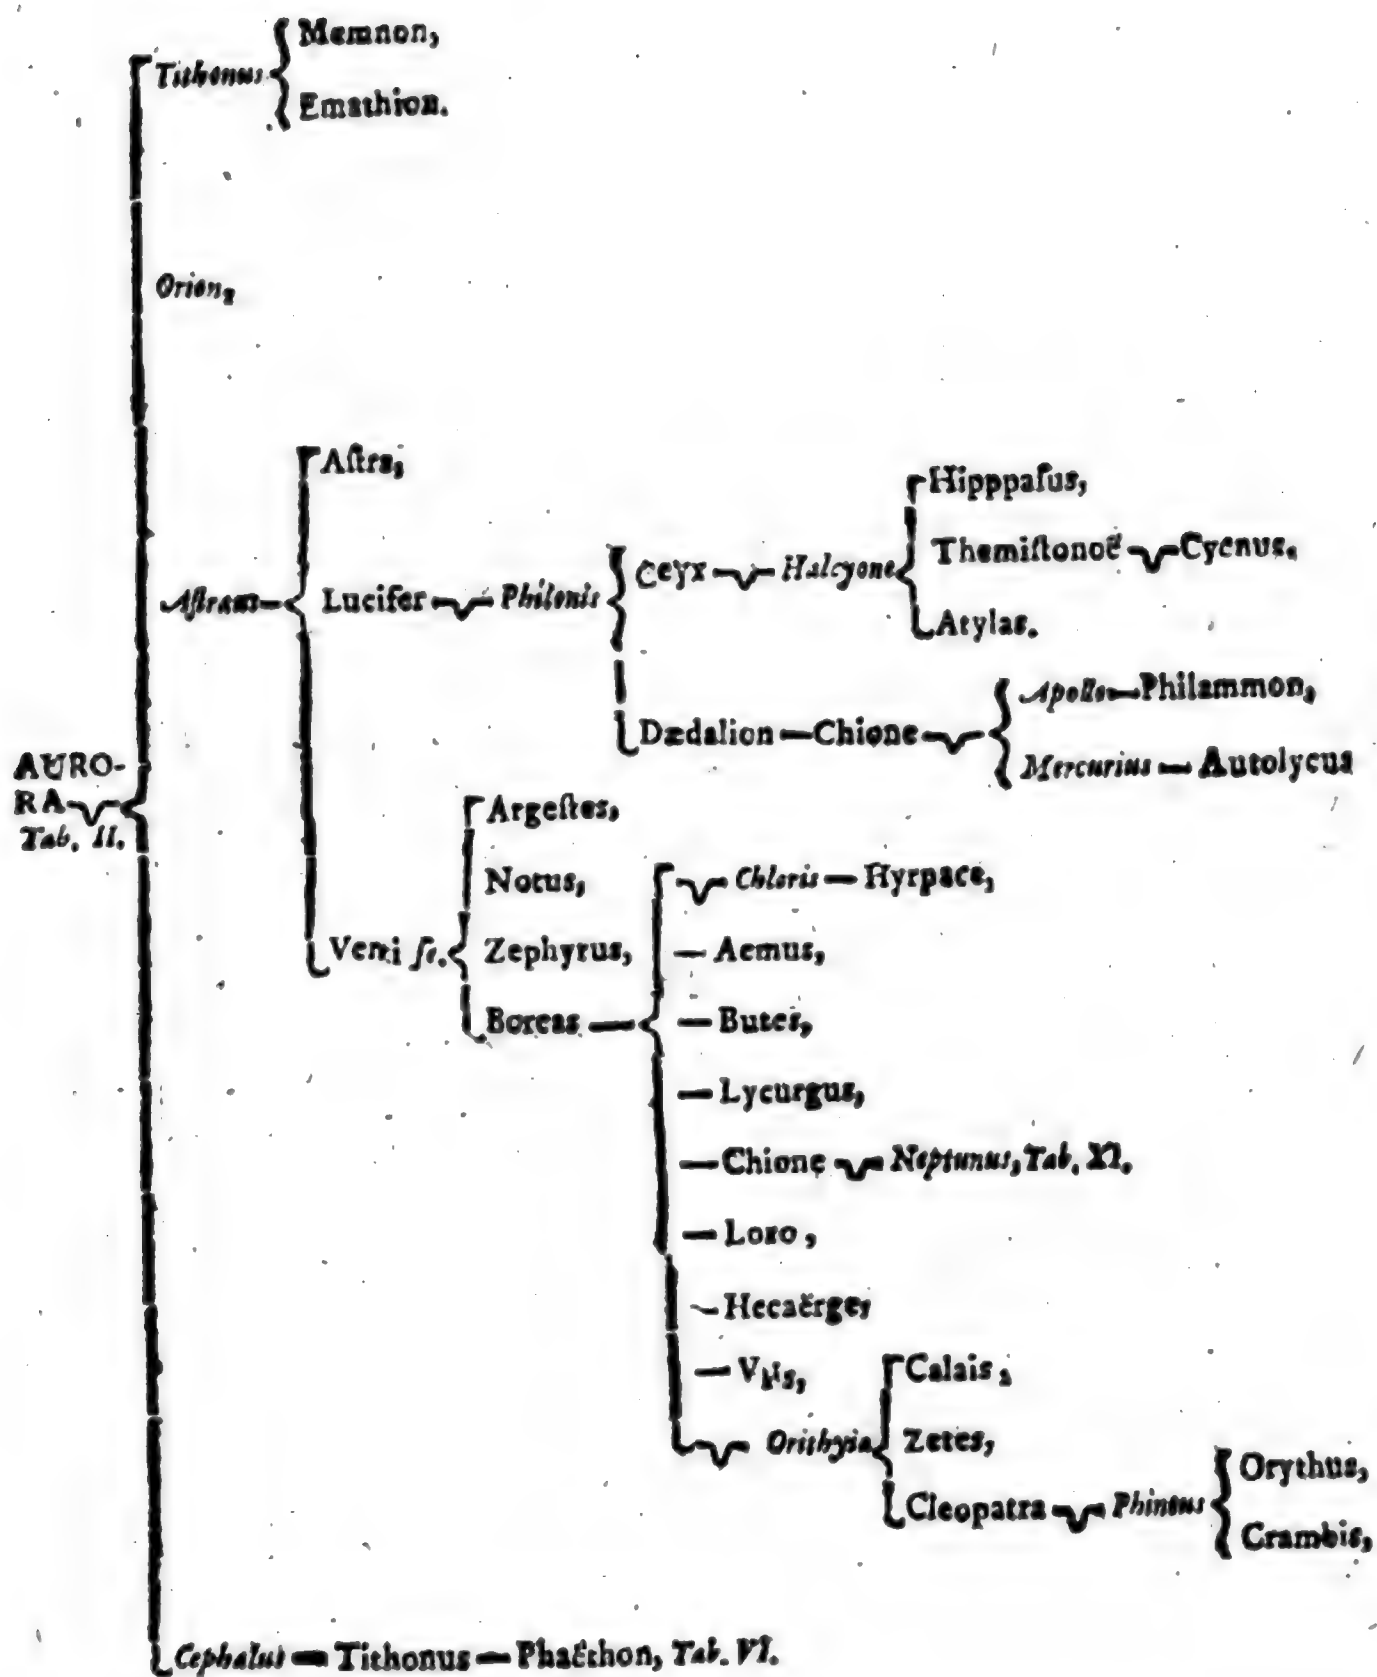 Memnon,
Tithonus
Emathion.
Orion,
Aſtra,
Hipppaſus,
Themiſtonoë Cycnus.
Ceyx Halcyone
Aſtræus Lucifer Philonis
Atylas.
Apollo Philammon,
Dædalion Chione
Mercurius Autolycus
AURO-
RA
Tab. II.
Argeſtes,
Notus,
Chloris Hyrpace,
Venti ſc. Zephyrus,
Aemus,
Boreas
Butes,
Lycurgus,
Chione Neptunus, Tab. XI.
Loxo,
Hecaërge,
Calais,
Orithyia Zetes,
Orythus,
Cleopatra Phineus
Crambis,
Cephalus Tithonus Phaëthon, Tab. VI.